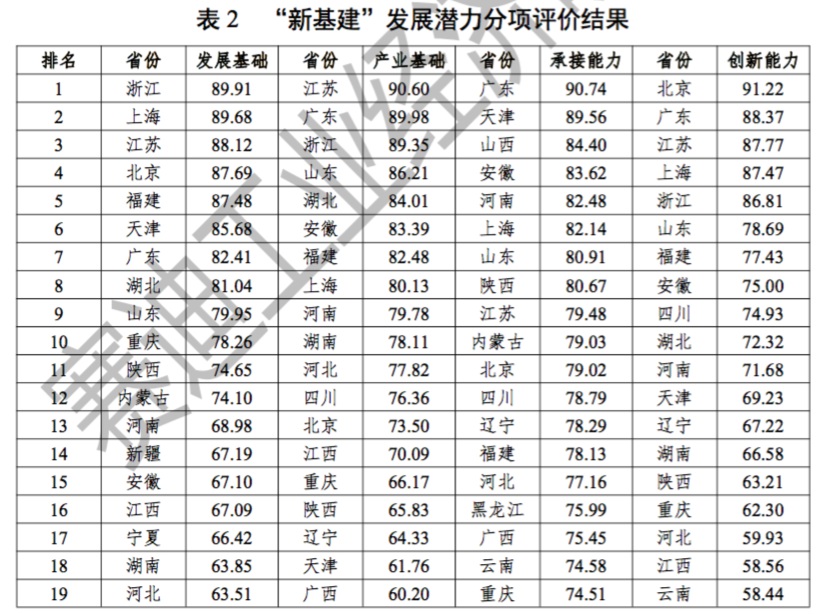 表 2 “新基建”发展潜力分项评价结果
排名 省份 发展基础 省份 产业基础 省份 承接能力 省份 创新能力
1 浙江 89.91 江苏 90.60 广东 90.74 北京 91.22
2 上海 89.68 广东 89.98 天津 89.56 广东 88.37
3 江苏 88.12 浙江 89.35 山西 84.40 江苏 87.77
4 北京 87.69 山东 86.21 安徽 83.62 上海 87.47
5 福建 87.48 湖北 84.01 河南 82.48 浙江 86.81
6 天津 85.68 安徽 83.39 上海 82.14 山东 78.69
7 广东 82.41 福建 82.48 山东 80.91 福建 77.43
8 湖北 81.04 上海 80.13 陕西 80.67 安徽 75.00
9 山东 79.95 河南 79.78 江苏 79.48 四川 74.93
10 重庆 78.26 湖南 78.11 内蒙古 79.03 湖北 72.32
11 陕西 74.65 河北 77.82 北京 79.02 河南 71.68
12 内蒙古 74.10 四川 76.36 四川 78.79 天津 69.23
13 河南 68.98 北京 73.50 辽宁 78.29 辽宁 67.22
14 新疆 67.19 江西 70.09 福建 78.13 湖南 66.58
15 安徽 67.10 重庆 66.17 河北 77.16 陕西 63.21
16 江西 67.09 陕西 65.83 黑龙江 75.99 重庆 62.30
17 宁夏 66.42 辽宁 64.33 广西 75.45 河北 59.93
18 湖南 63.85 天津 61.76 云南 74.58 江西 58.56
19 河北 63.51 广西 60.20 重庆 74.51 云南 58.44
赛迪工业经济